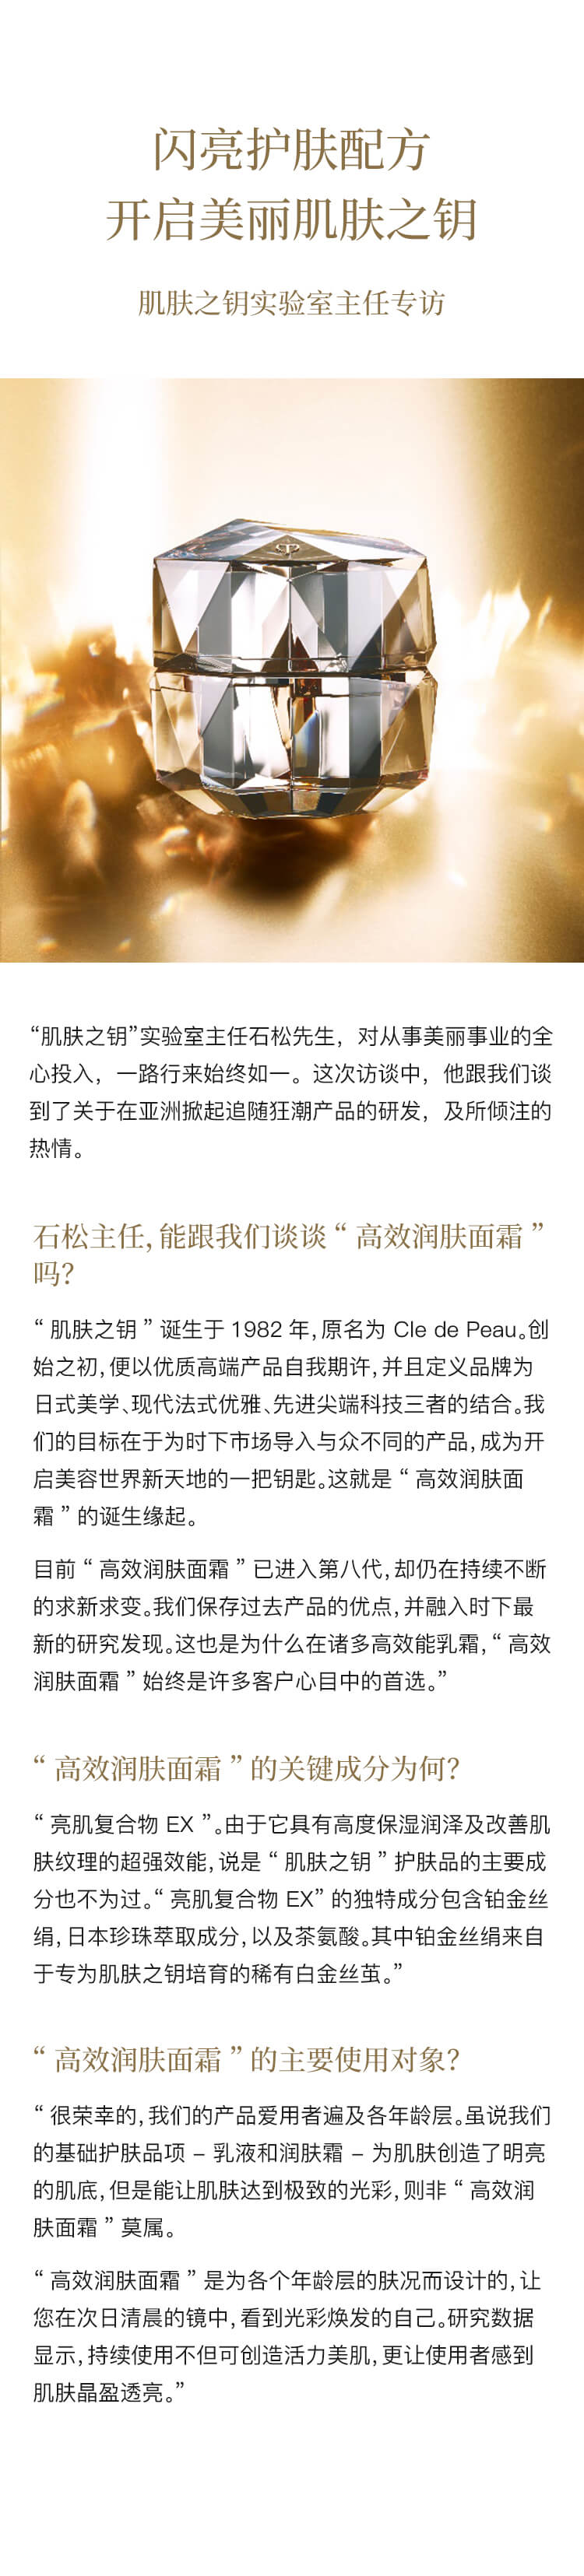 闪亮护肤配方
开启美丽肌肤之钥
肌肤之钥实验室主任专访
“肌肤之钥”实验室主任石松先生，对从事美丽事业的全
心投入，一路行来始终如一。这次访谈中，他跟我们谈
到了关于在亚洲掀起追随狂潮产品的研发，及所倾注的
热情。
石松主任，能跟我们谈谈“ 高效润肤面霜 ”
吗？
“ 肌肤之钥 ” 诞生于 1982 年，原名为 Cle de Peau。创
始之初，便以优质高端产品自我期许，并且定义品牌为
日式美学、现代法式优雅、先进尖端科技三者的结合。我
们的目标在于为时下市场导入与众不同的产品，成为开
启美容世界新天地的一把钥匙。这就是 “ 高效润肤面
霜 ” 的诞生缘起。
目前 “ 高效润肤面霜 ” 已进入第八代，却仍在持续不断
的求新求变。我们保存过去产品的优点，并融入时下最
新的研究发现。这也是为什么在诸多高效能乳霜，“ 高效
润肤面霜 ” 始终是许多客户心目中的首选。”
“ 高效润肤面霜 ” 的关键成分为何？
“ 亮肌复合物 EX ”。由于它具有高度保湿润泽及改善肌
肤纹理的超强效能，说是 “ 肌肤之钥 ” 护肤品的主要成
分也不为过。“ 亮肌复合物 EX” 的独特成分包含铂金丝
绢，日本珍珠萃取成分，以及茶氨酸。其中铂金丝绢来自
于专为肌肤之钥培育的稀有白金丝茧。”
“ 高效润肤面霜 ” 的主要使用对象？
“ 很荣幸的，我们的产品爱用者遍及各年龄层。虽说我们
的基础护肤品项 – 乳液和润肤霜 – 为肌肤创造了明亮
的肌底，但是能让肌肤达到极致的光彩，则非 “ 高效润
肤面霜 ” 莫属。
“ 高效润肤面霜 ” 是为各个年龄层的肤况而设计的，让
您在次日清晨的镜中，看到光彩焕发的自己。研究数据
显示，持续使用不但可创造活力美肌，更让使用者感到
肌肤晶盈透亮。”